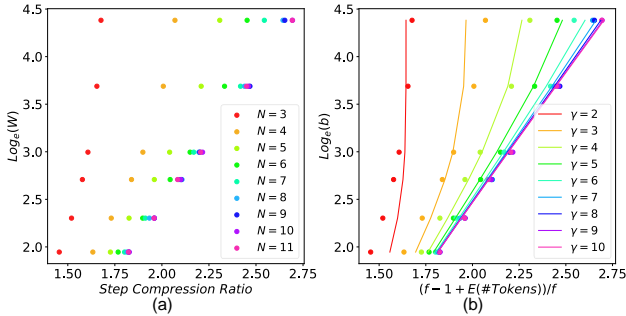 (a)
4.5
4.0
3.5
3.0
2.5
2.0
Log_e(W)
1.50 1.75 2.00 2.25 2.50 2.75
Step Compression Ratio
N = 3
N = 4
N = 5
N = 6
N = 7
N = 8
N = 9
N = 10
N = 11
(b)
4.5
4.0
3.5
3.0
2.5
2.0
Log_e(b)
1.50 1.75 2.00 2.25 2.50 2.75
(f − 1 + E(#Tokens))/f
γ = 2
γ = 3
γ = 4
γ = 5
γ = 6
γ = 7
γ = 8
γ = 9
γ = 10